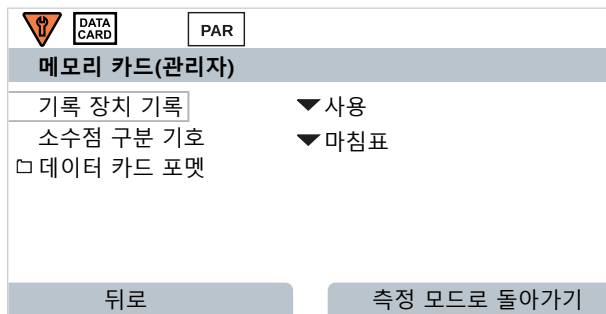 DATA
CARD
PAR
메모리 카드(관리자)
기록 장치 기록 사용
소수점 구분 기호 마침표
데이터 카드 포멧
뒤로 측정 모드로 돌아가기